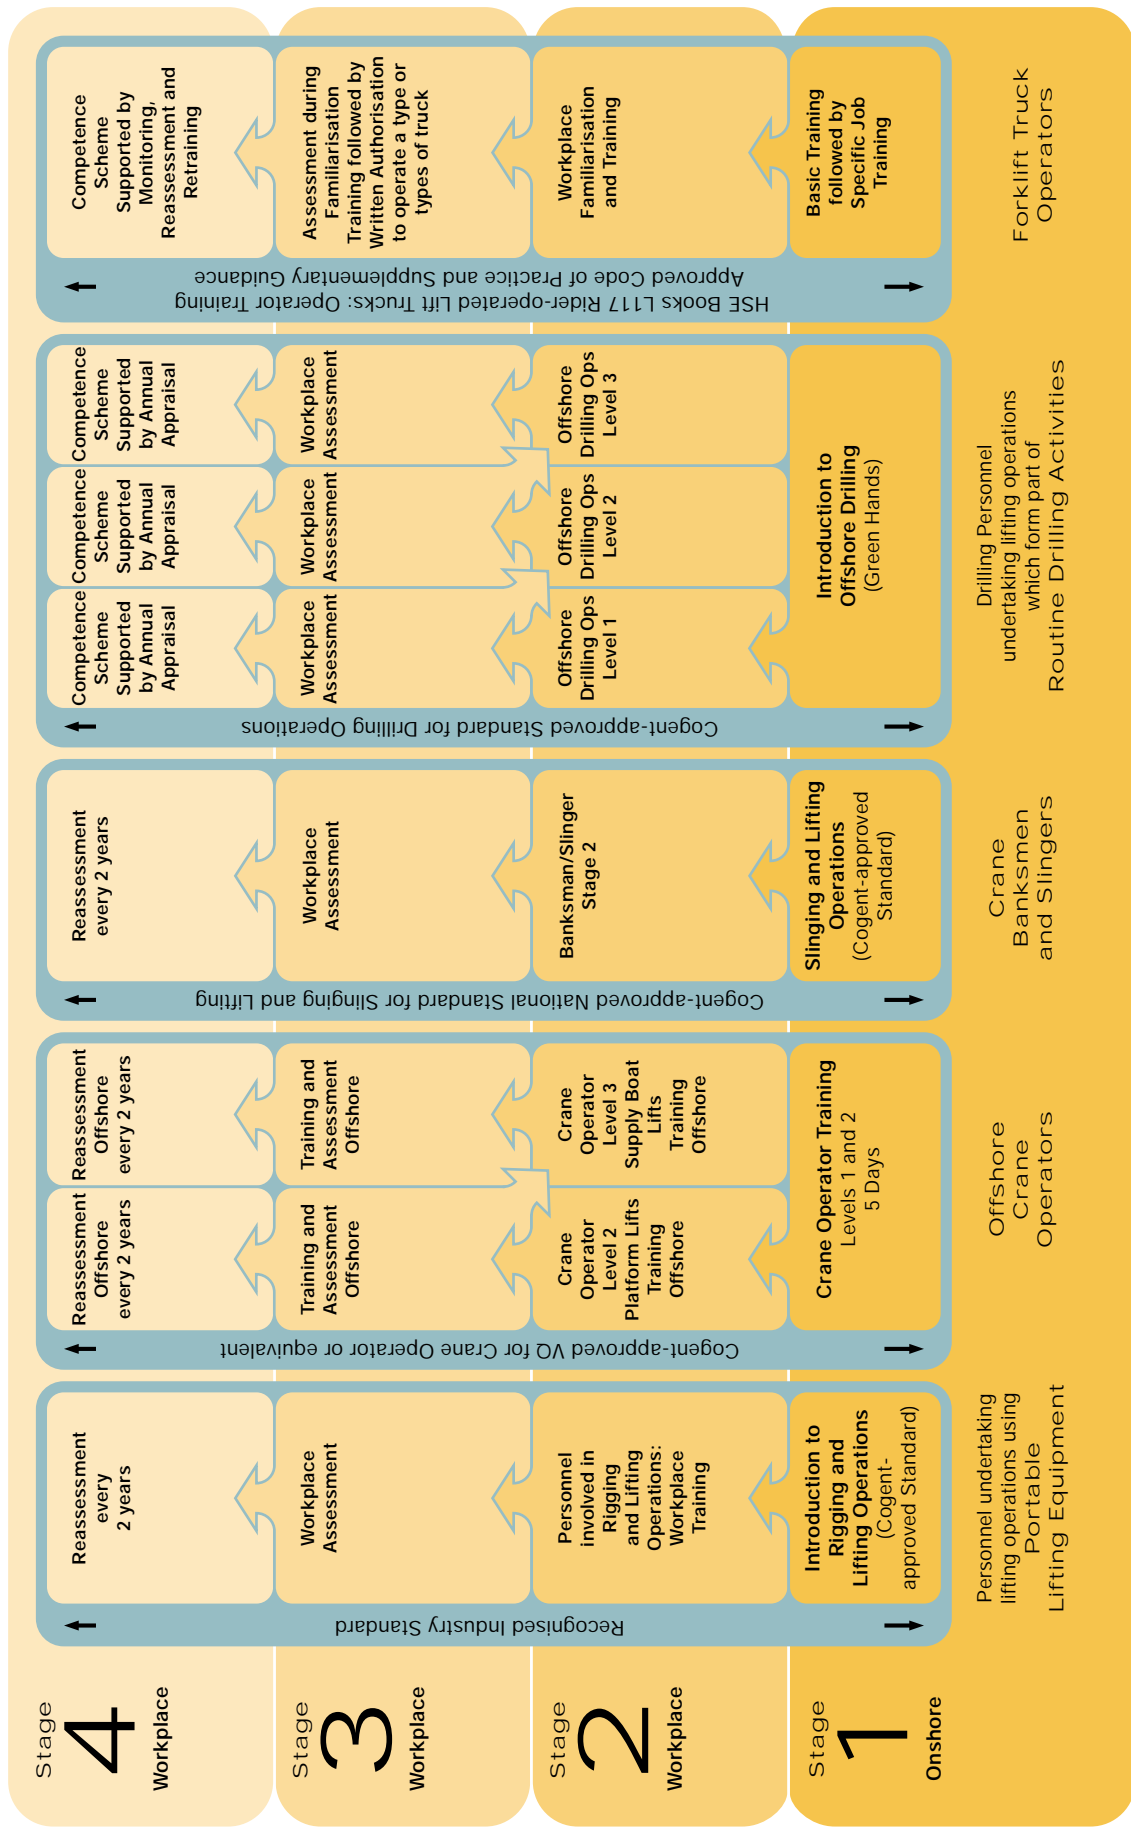 Stage
4
Workplace
Stage
3
Workplace
Stage
2
Workplace
Stage
1
Onshore
Recognised Industry Standard
Reassessment
every
2 years
Workplace
Assessment
Personnel
involved in
Rigging
and Lifting
Operations:
Workplace
Training
Introduction to
Rigging and
Lifting Operations
(Cogent-
approved Standard)
Personnel undertaking
lifting operations using
Portable
Lifting Equipment
Cogent-approved VQ for Crane Operator or equivalent
Reassessment
Offshore
every 2 years
Reassessment
Offshore
every 2 years
Training and
Assessment
Offshore
Training and
Assessment
Offshore
Crane
Operator
Level 2
Platform Lifts
Training
Offshore
Crane
Operator
Level 3
Supply Boat
Lifts
Training
Offshore
Crane Operator Training
Levels 1 and 2
5 Days
Offshore
Crane
Operators
Cogent-approved National Standard for Slinging and Lifting
Reassessment
every 2 years
Workplace
Assessment
Banksman/Slinger
Stage 2
Slinging and Lifting
Operations
(Cogent-approved
Standard)
Crane
Banksmen
and Slingers
Cogent-approved Standard for Drilling Operations
Competence
Scheme
Supported
by Annual
Appraisal
Competence
Scheme
Supported
by Annual
Appraisal
Competence
Scheme
Supported
by Annual
Appraisal
Workplace
Assessment
Workplace
Assessment
Workplace
Assessment
Offshore
Drilling Ops
Level 1
Offshore
Drilling Ops
Level 2
Offshore
Drilling Ops
Level 3
Introduction to
Offshore Drilling
(Green Hands)
Drilling Personnel
undertaking lifting operations
which form part of
Routine Drilling Activities
HSE Books L117 Rider-operated Lift Trucks: Operator Training
Approved Code of Practice and Supplementary Guidance
Competence
Scheme
Supported by
Monitoring,
Reassessment and
Retraining
Assessment during
Familiarisation
Training followed by
Written Authorisation
to operate a type or
types of truck
Workplace
Familiarisation
and Training
Basic Training
followed by
Specific Job
Training
Forklift Truck
Operators